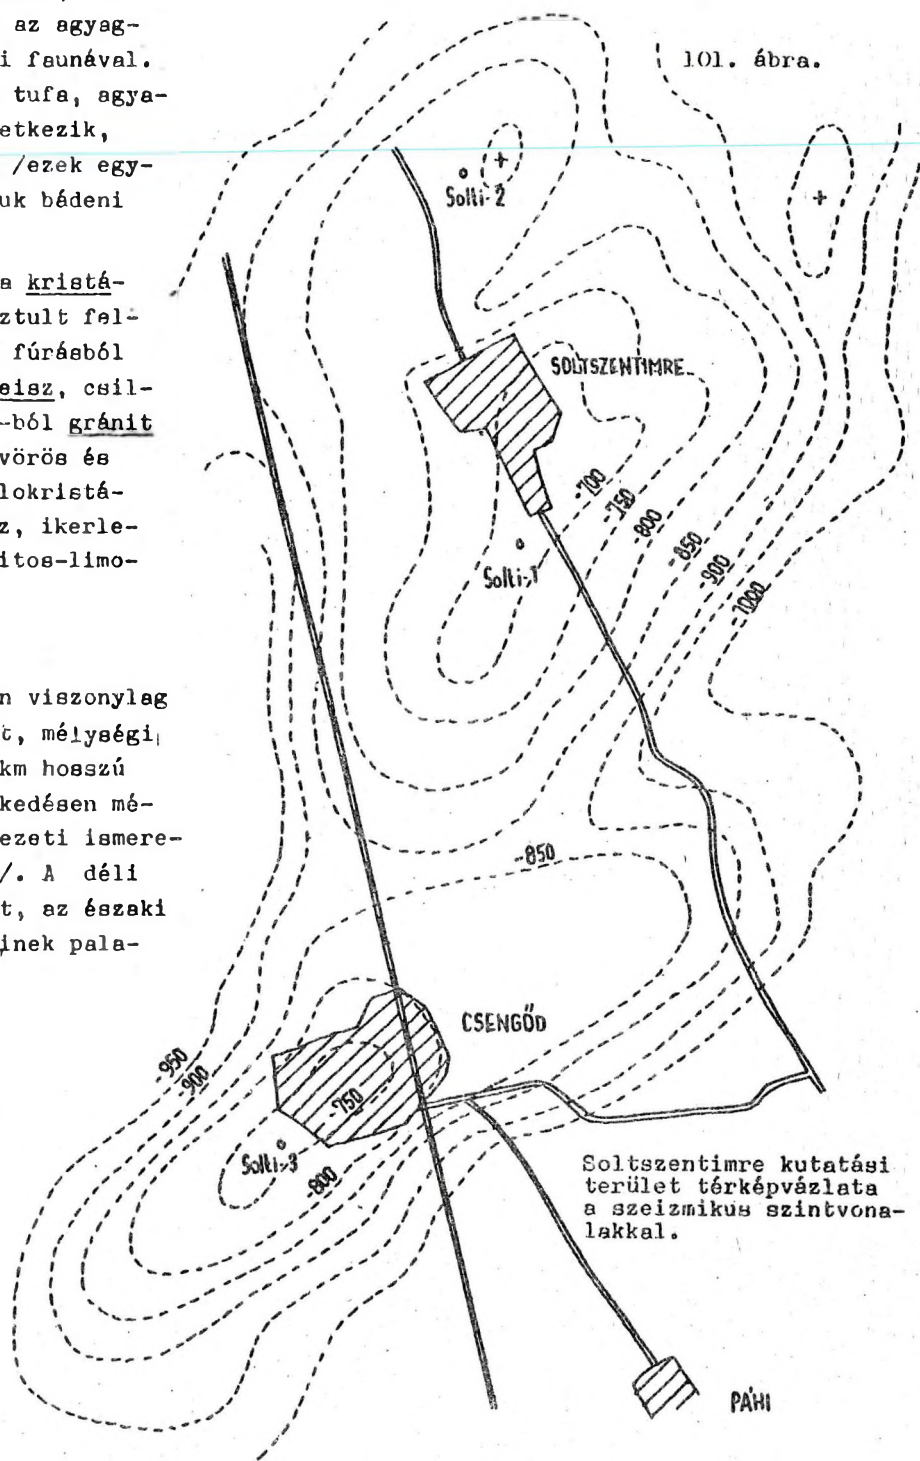 az agyag-
i faunával.
tufa, agya-
etkezik,
/ezek egy-
uk bádeni
a kristá-
ztult fel-
fúrásból
eisz, csil-
-ból gránit
vörös és
lokristá-
z, ikerle-
itos-limo-
n viszonylag
t, mélységi
km hosszú
kedésen mé-
ezeti ismere-
/. A déli
t, az északi
inek pala-
101. ábra.
+
Solti-2
+
SOLTSZENTIMRE
-700
-750
-800
-850
-900
-1000
Solti-1
-850
CSENGŐD
-950
-900
-750
Solti-3
-800
Soltszentimre kutatási
terület térképvázlata
a szeizmikus szintvona-
lakkal.
PÁHI